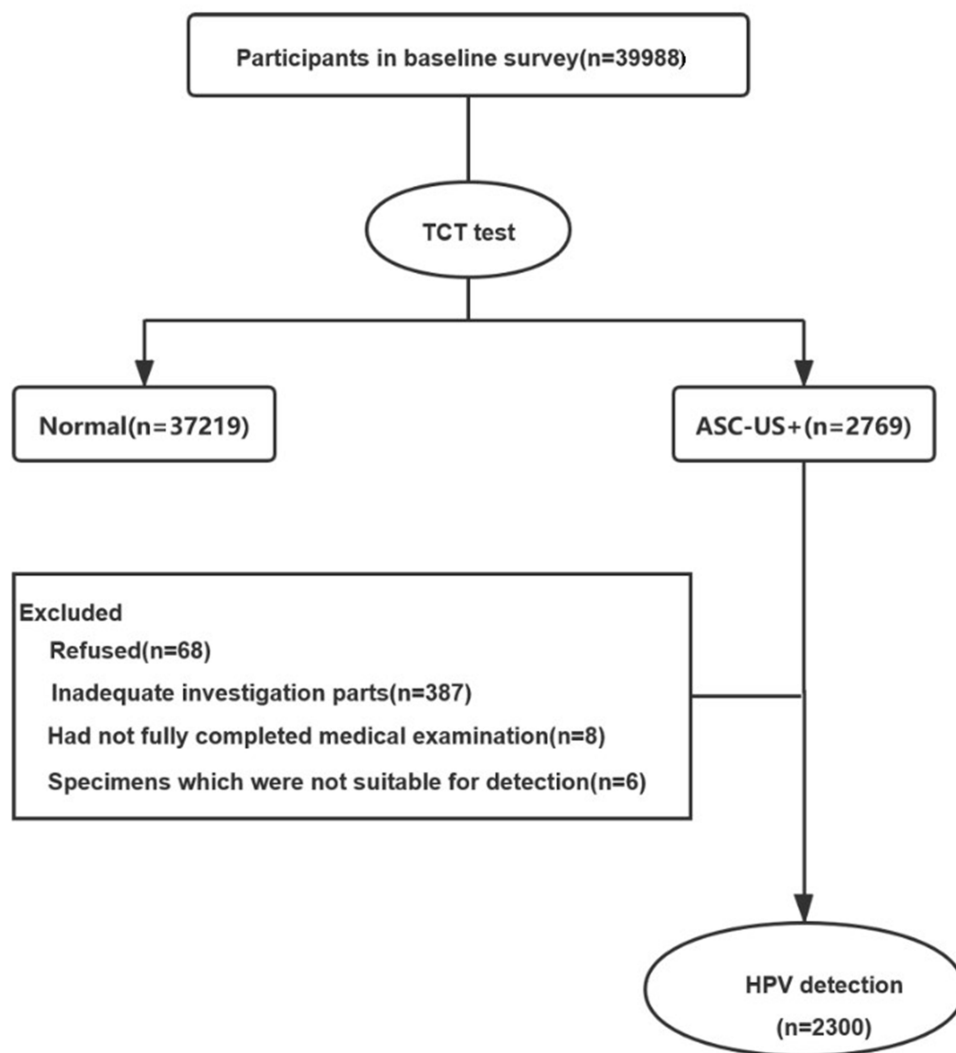 Participants in baseline survey(n=39988)
TCT test
Normal(n=37219)
ASC-US+(n=2769)
Excluded
Refused(n=68)
Inadequate investigation parts(n=387)
Had not fully completed medical examination(n=8)
Specimens which were not suitable for detection(n=6)
HPV detection
(n=2300)